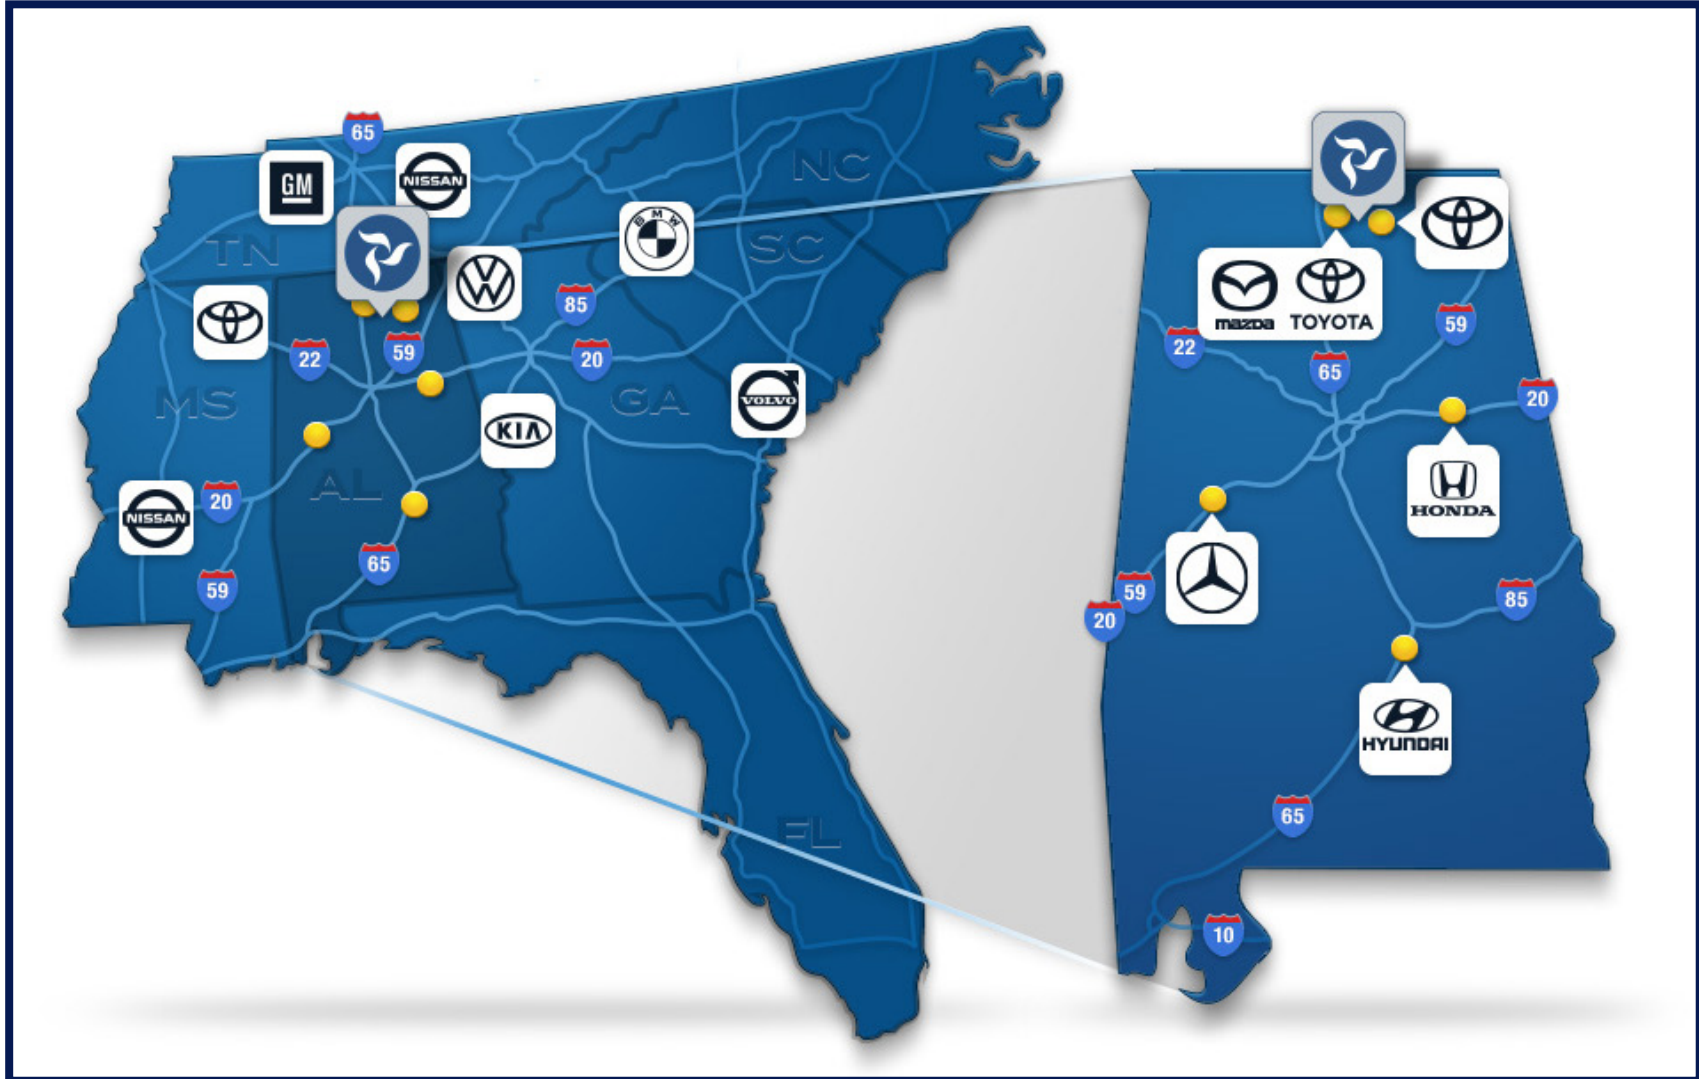 65
GM
NISSAN
NC
BMW
TN
SC
85
22
59
20
MS
GA
VOLVO
KIA
AL
20
NISSAN
65
59
FL
mazda
TOYOTA
22
59
65
20
HONDA
59
20
85
HYUNDAI
65
10